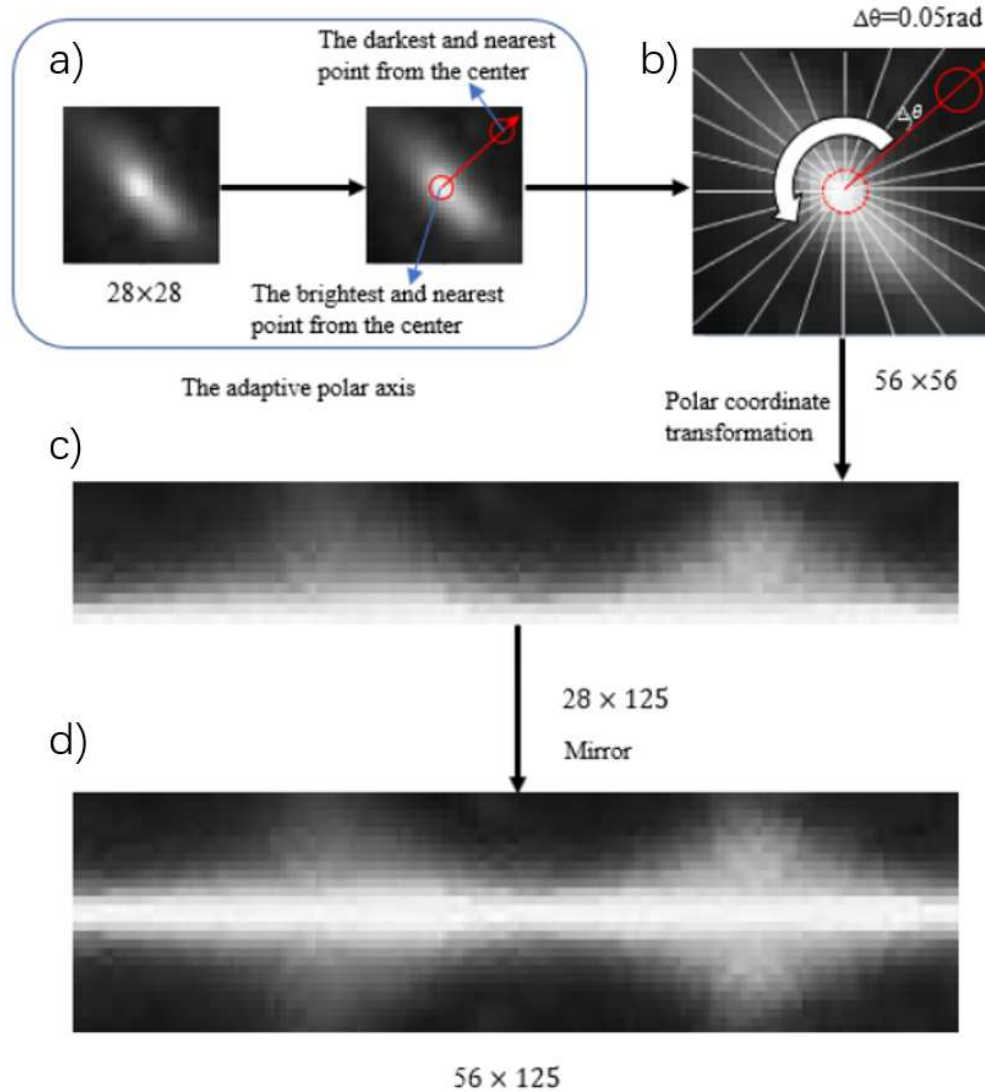 a)
The darkest and nearest
point from the center
28×28
The brightest and nearest
point from the center
The adaptive polar axis
b)
Δθ=0.05rad
Δθ
56 ×56
Polar coordinate
transformation
c)
28 × 125
Mirror
d)
56 × 125